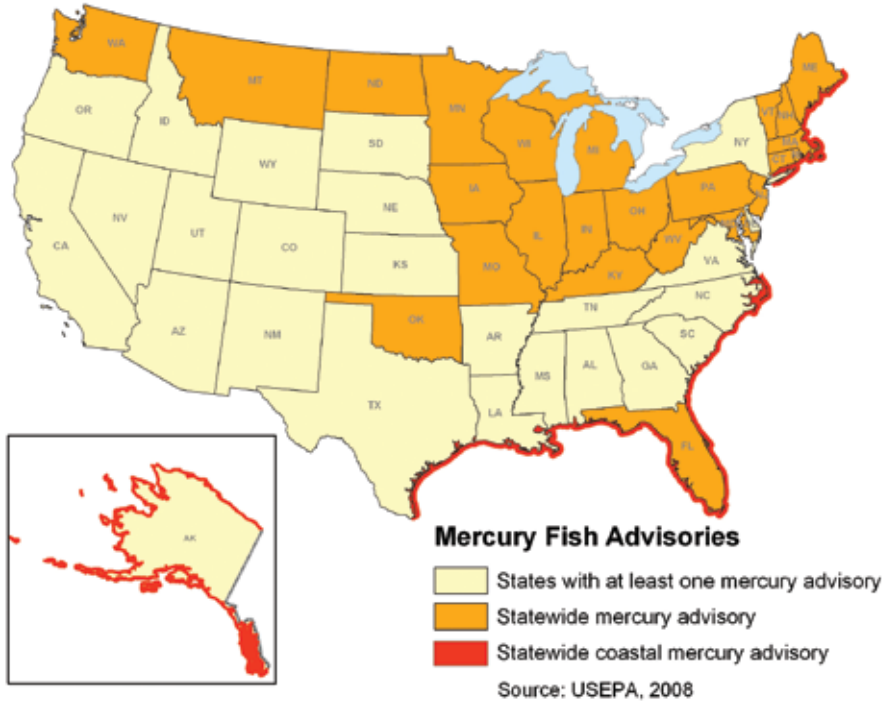 WA
MT
ND
MN
ME
VT
NH
OR
ID
SD
WI
MI
NY
MA
CT
WY
IA
PA
NE
NV
UT
CO
IL
IN
OH
WV
CA
KS
MO
KY
VA
AZ
NM
OK
AR
TN
NC
SC
MS
AL
GA
TX
LA
FL
AK
Mercury Fish Advisories
States with at least one mercury advisory
Statewide mercury advisory
Statewide coastal mercury advisory
Source: USEPA, 2008